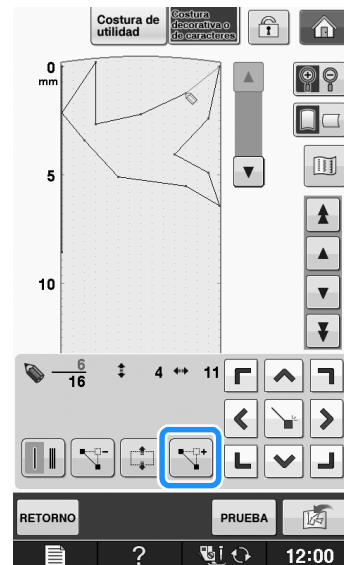 Costura de
utilidad
Costura
decorativa o
de caracteres
0
mm
5
10
6
16
4
11
RETORNO
PRUEBA
?
12:00